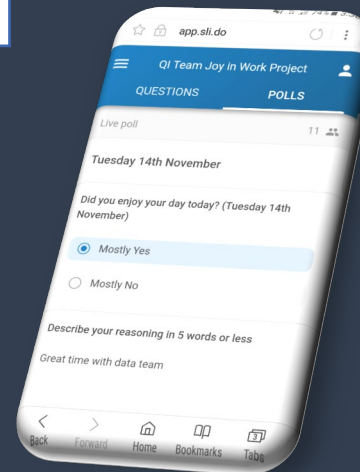 app.sli.do
QI Team Joy in Work Project
QUESTIONS POLLS
Live poll 11
Tuesday 14th November
Did you enjoy your day today? (Tuesday 14th
November)
Mostly Yes
Mostly No
Describe your reasoning in 5 words or less
Great time with data team
Back Forward Home Bookmarks 3 Tabs